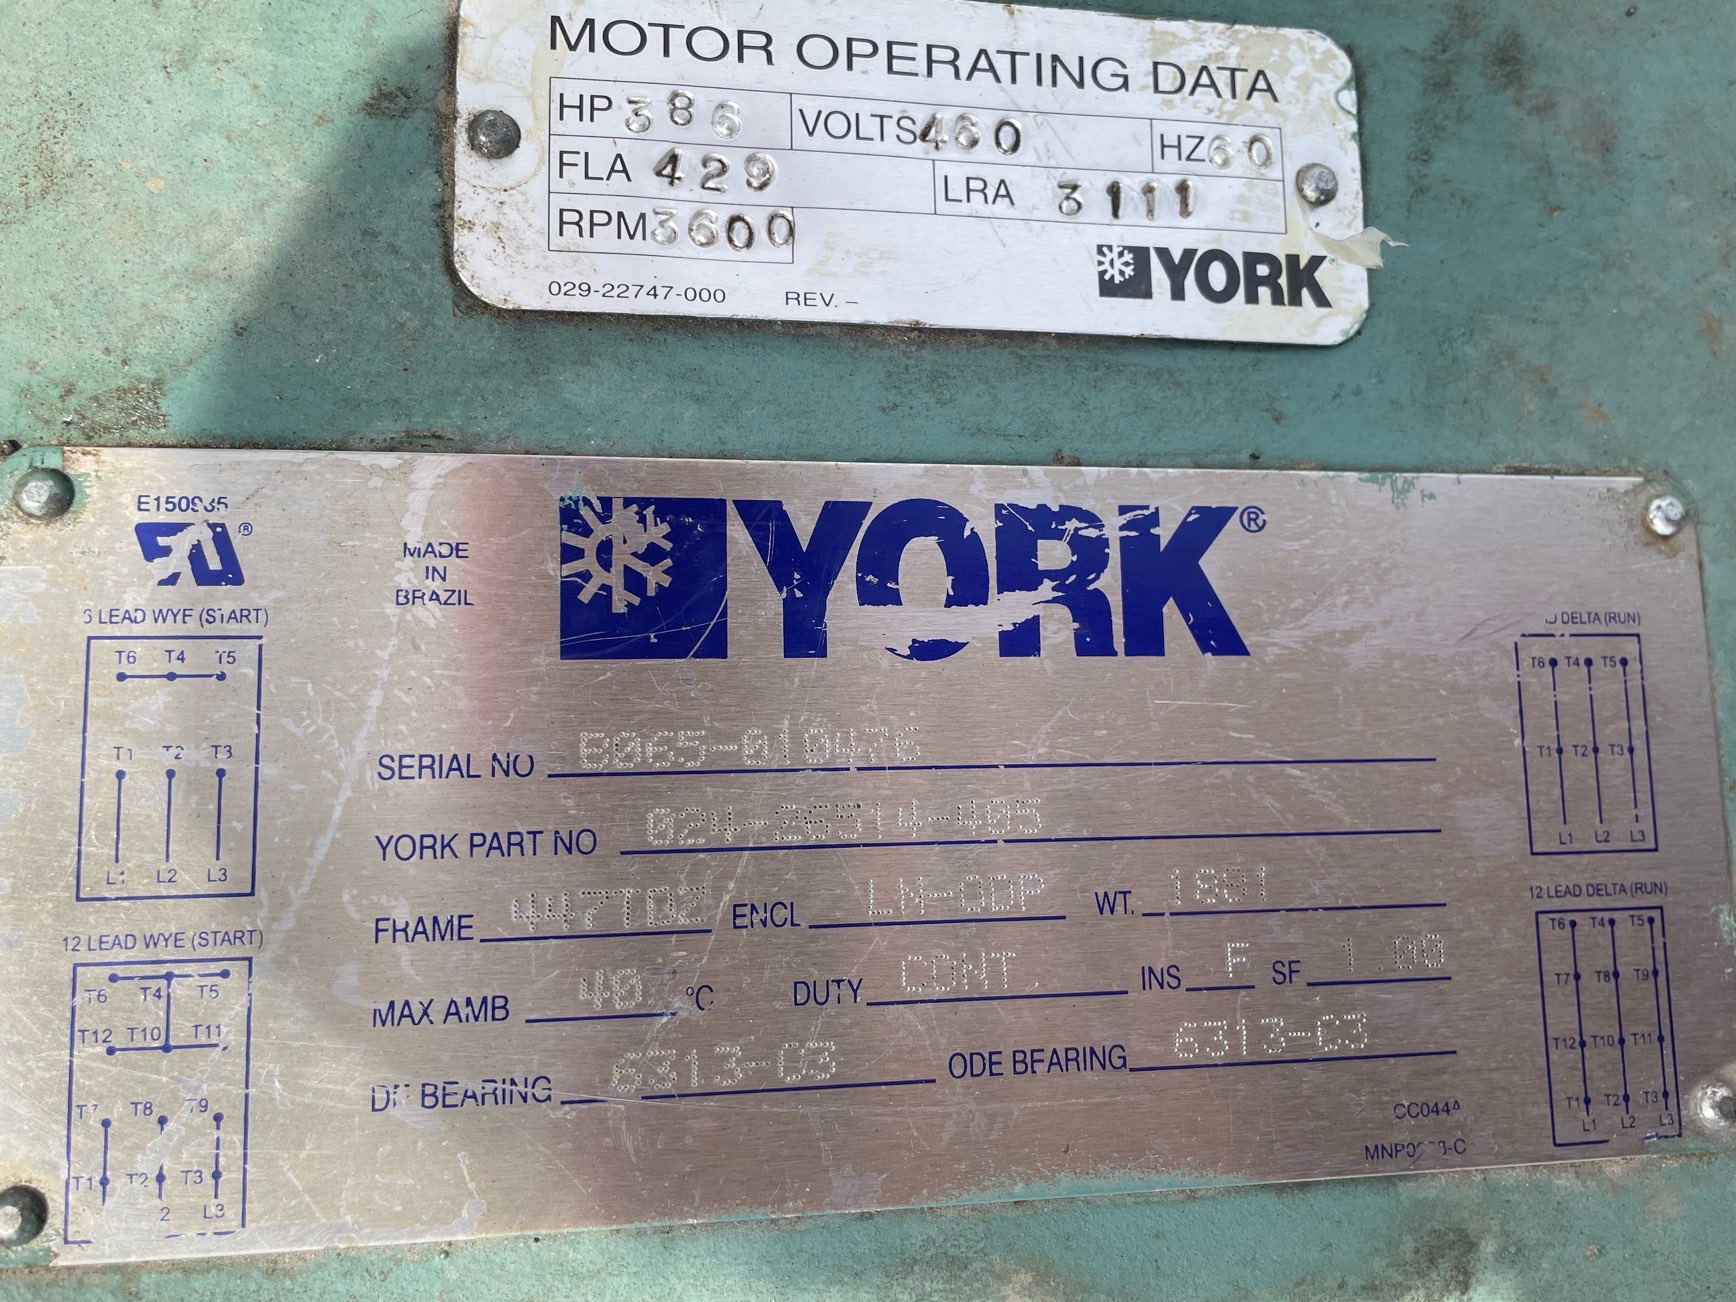 MOTOR OPERATING DATA
HP 386 VOLTS 460 HZ 60
FLA 429 LRA 3111
RPM 3600
029-22747-000 REV. –
YORK
MADE
IN
BRAZIL
YORK®
6 LEAD WYE (START)
T6 T4 T5
T1 T2 T3
L1 L2 L3
12 LEAD WYE (START)
T6 T4 T5
T12 T10 T11
T7 T8 T9
T1 T2 T3
2 L3
SERIAL NO
YORK PART NO 024-26514-405
FRAME 447TDZ ENCL WT.
MAX AMB 40 °C DUTY CONT. INS F SF 1.00
DE BEARING 6313-C3 ODE BEARING 6313-C3
DELTA (RUN)
T6 T4 T5
T1 T2 T3
L1 L2 L3
12 LEAD DELTA (RUN)
T6 T4 T5
T7 T8 T9
T12 T10 T11
T1 T2 T3
L1 L2 L3
CC044A